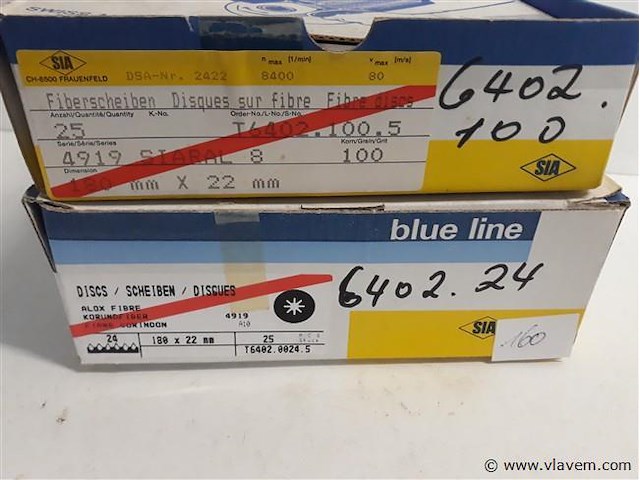 SWISS
SIA
CH-8500 FRAUENFELD
DSA-Nr. 2422
n max [1/min]
8400
v max [m/s]
80
Fiberscheiben Disques sur fibre Fibre discs
Anzahl/Quantité/Quantity
K-No.
Order-No./L-No./S-No.
25
T6402.100.5
Serie/Série/Series
Korn/Grain/Grit
4919 SIARAL 8
100
Dimension
180 mm X 22 mm
6402.
100
SIA
blue line
DISCS / SCHEIBEN / DISQUES
ALOX FIBRE
KORUNDFIBER
FIBRE CORINDON
4919
A10
24
180 x 22 mm
25
T6402.0024.5
6402.24
SIA
160
© www.vlavem.com